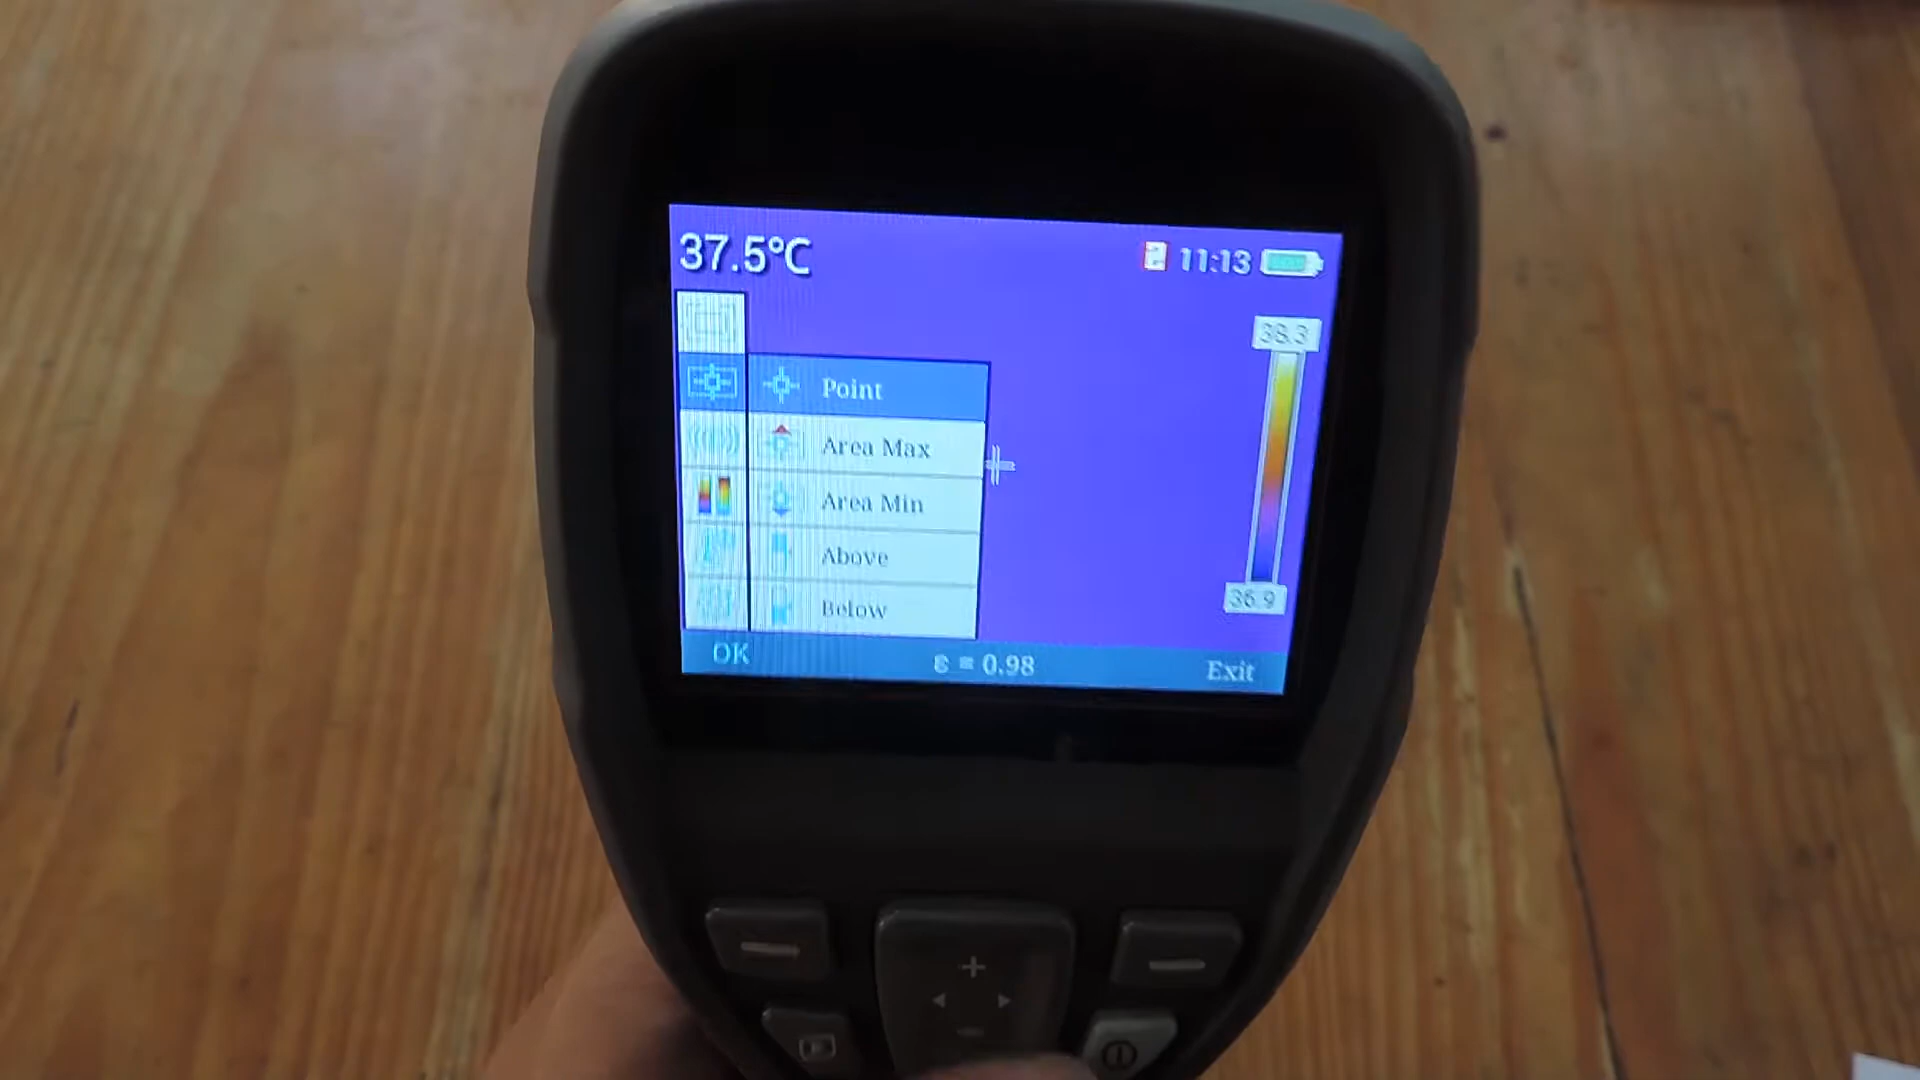 37.5°C
11:13
38.3
Point
Area Max
Area Min
Above
Below
36.9
OK
ε = 0.98
Exit